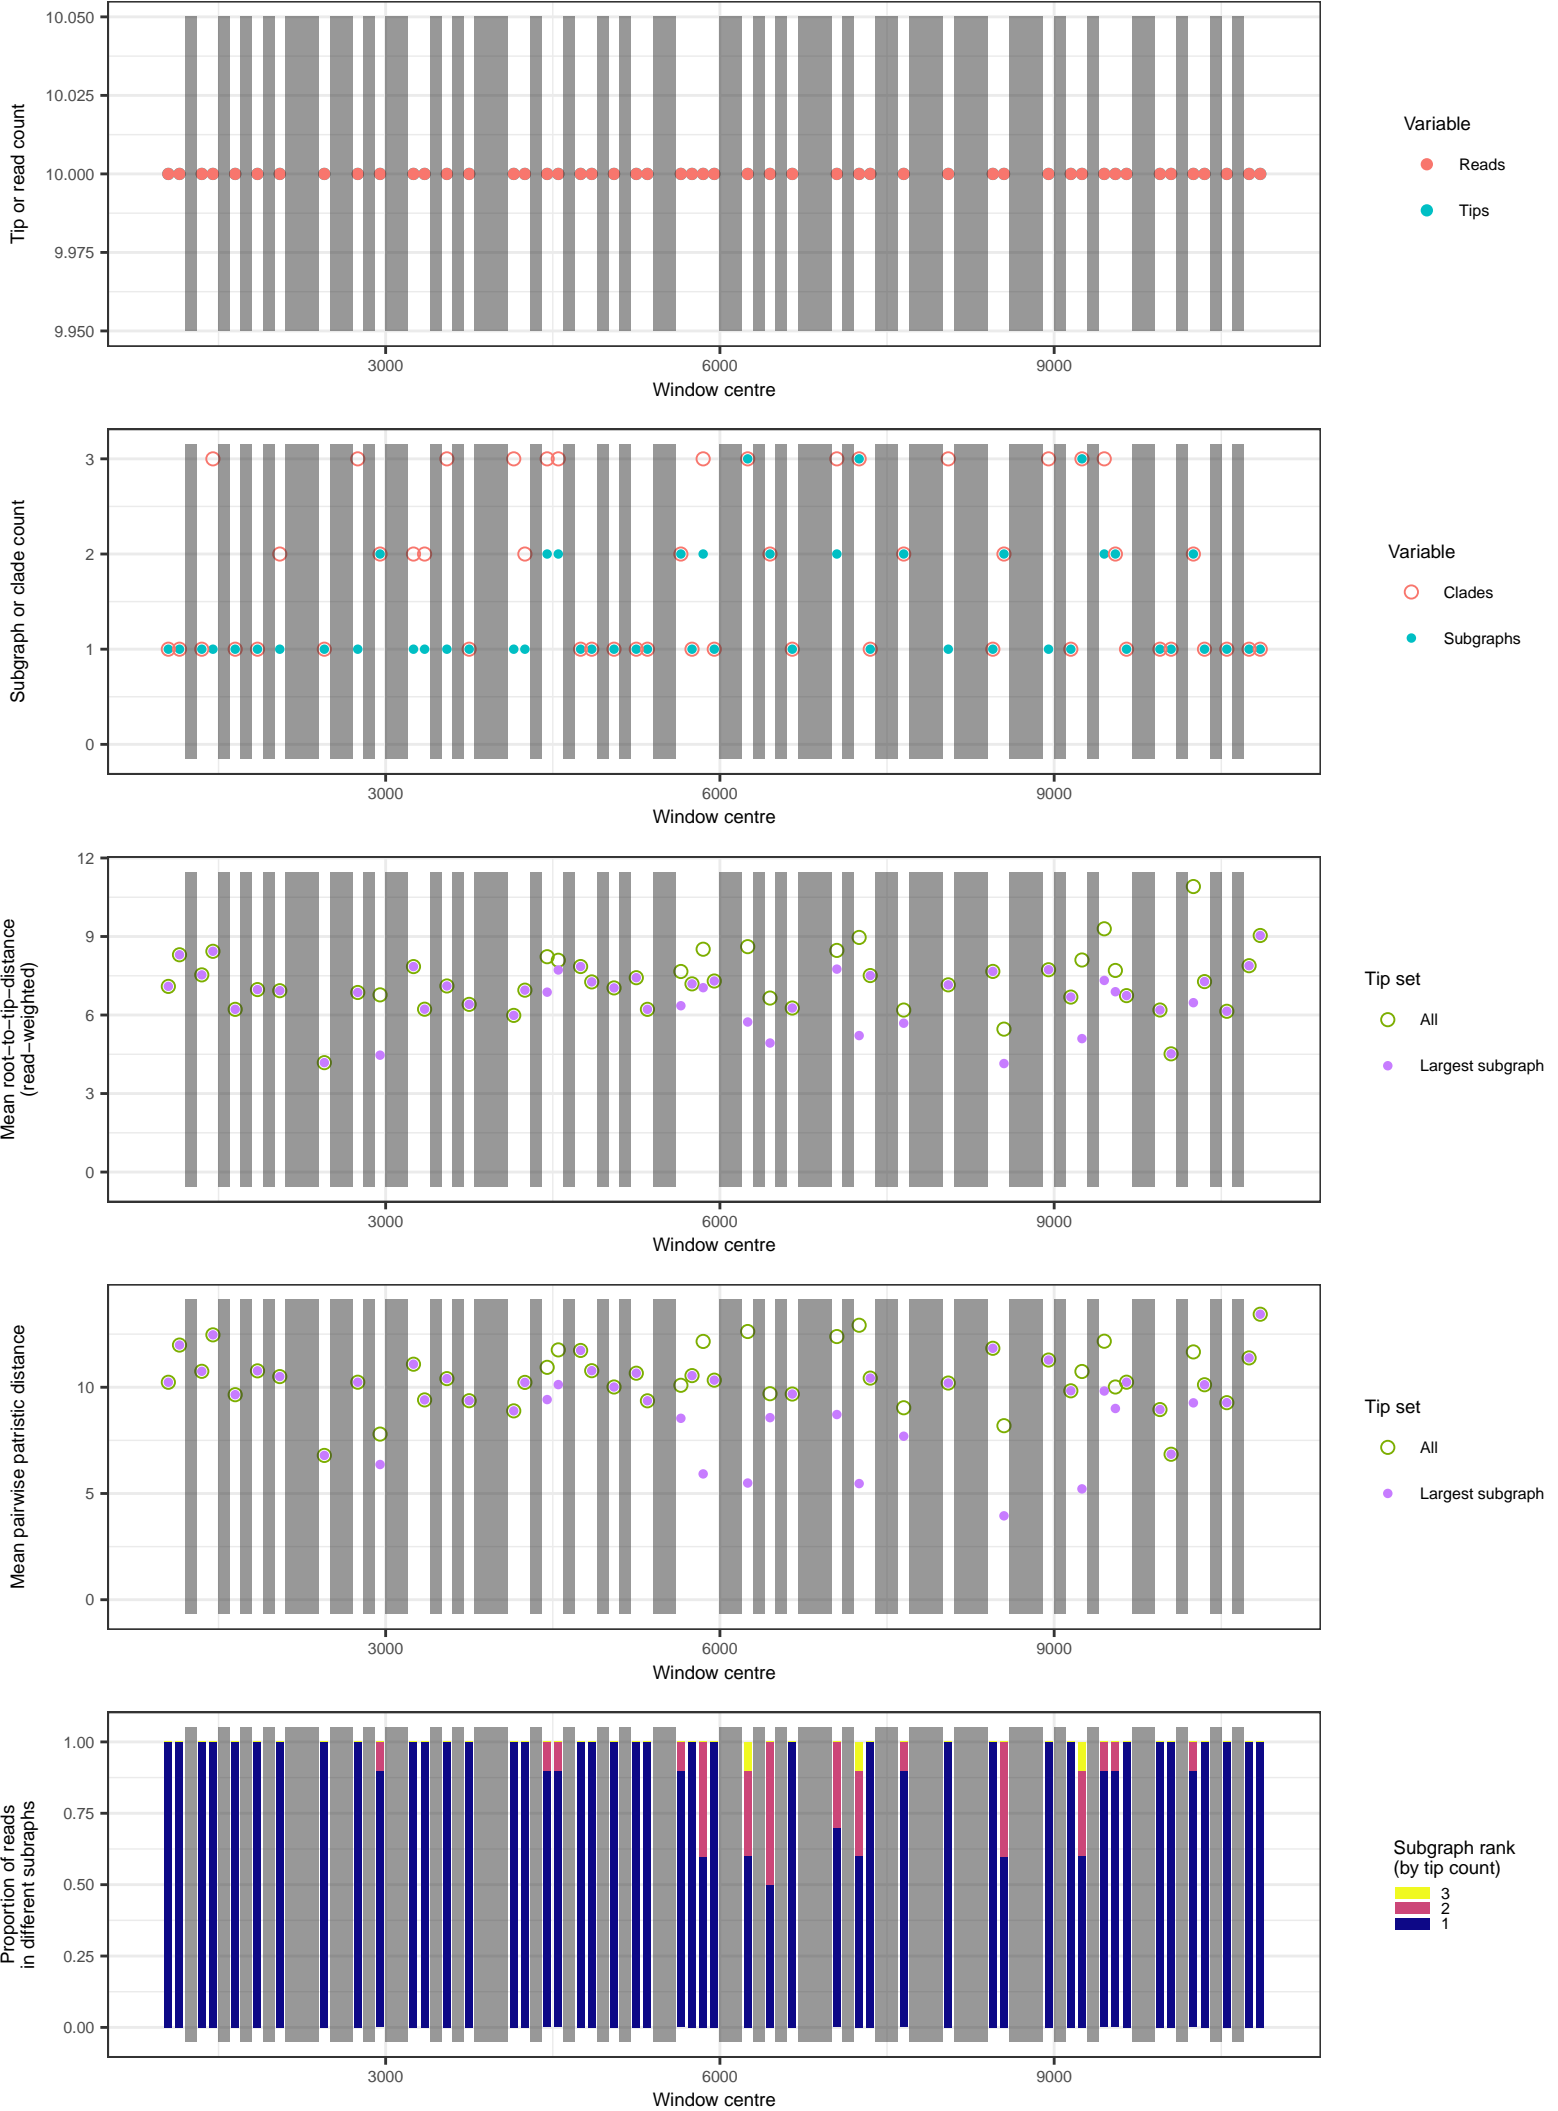 10.050
10.025
10.000
9.975
9.950
Tip or read count
3000
6000
9000
Window centre
Variable
Reads
Tips
3
2
1
0
Subgraph or clade count
3000
6000
9000
Window centre
Variable
Clades
Subgraphs
12
9
6
3
0
Mean root−to−tip−distance
(read−weighted)
3000
6000
9000
Window centre
Tip set
All
Largest subgraph
10
5
0
Mean pairwise patristic distance
3000
6000
9000
Window centre
Tip set
All
Largest subgraph
1.00
0.75
0.50
0.25
0.00
Proportion of reads
in different subraphs
3000
6000
9000
Window centre
Subgraph rank
(by tip count)
3
2
1